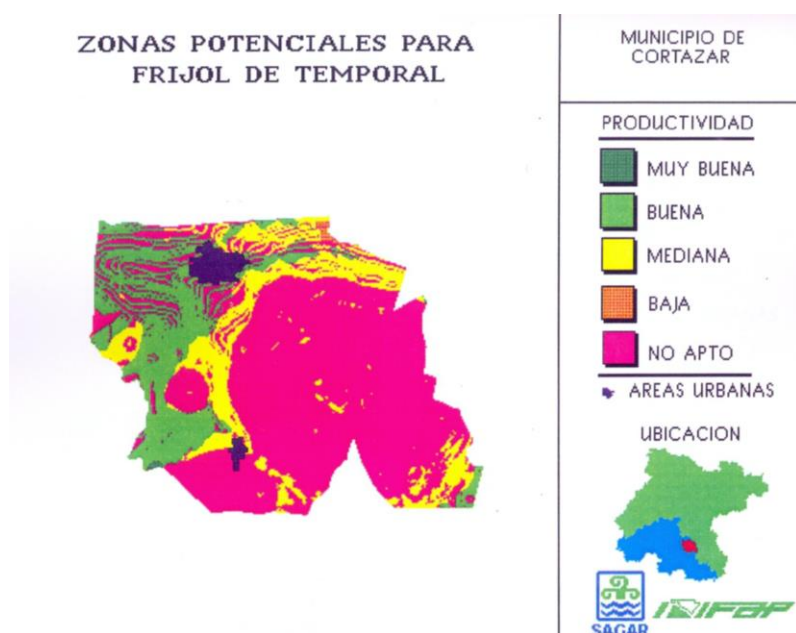 ZONAS POTENCIALES PARA
FRIJOL DE TEMPORAL
MUNICIPIO DE
CORTAZAR
PRODUCTIVIDAD
MUY BUENA
BUENA
MEDIANA
BAJA
NO APTO
AREAS URBANAS
UBICACION
SAGAR
INIFAP